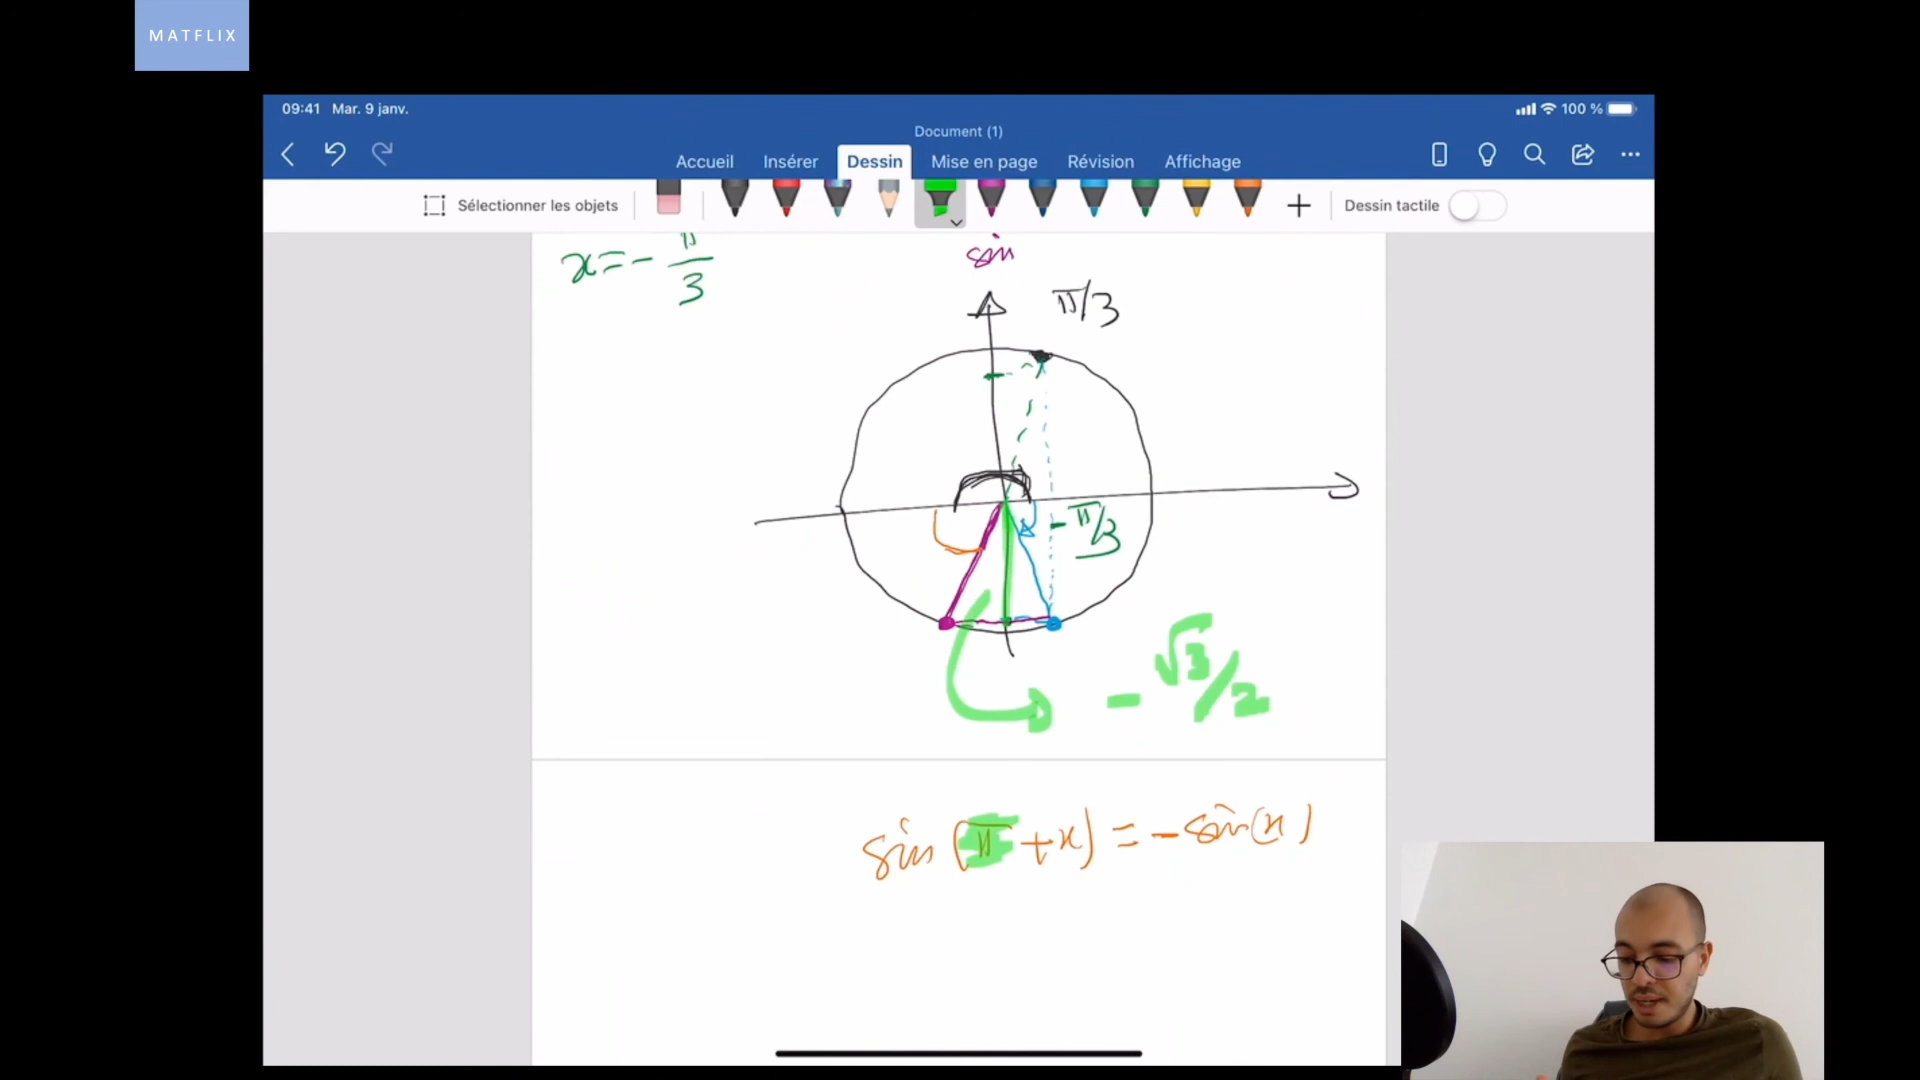 MATFLIX
09:41 Mar. 9 janv.
100 %
Document (1)
Accueil Insérer Dessin Mise en page Révision Affichage
Sélectionner les objets
Dessin tactile
x = - π/3
sin
π/3
- π/3
- √3/2
sin(π+x) = -sin(x)